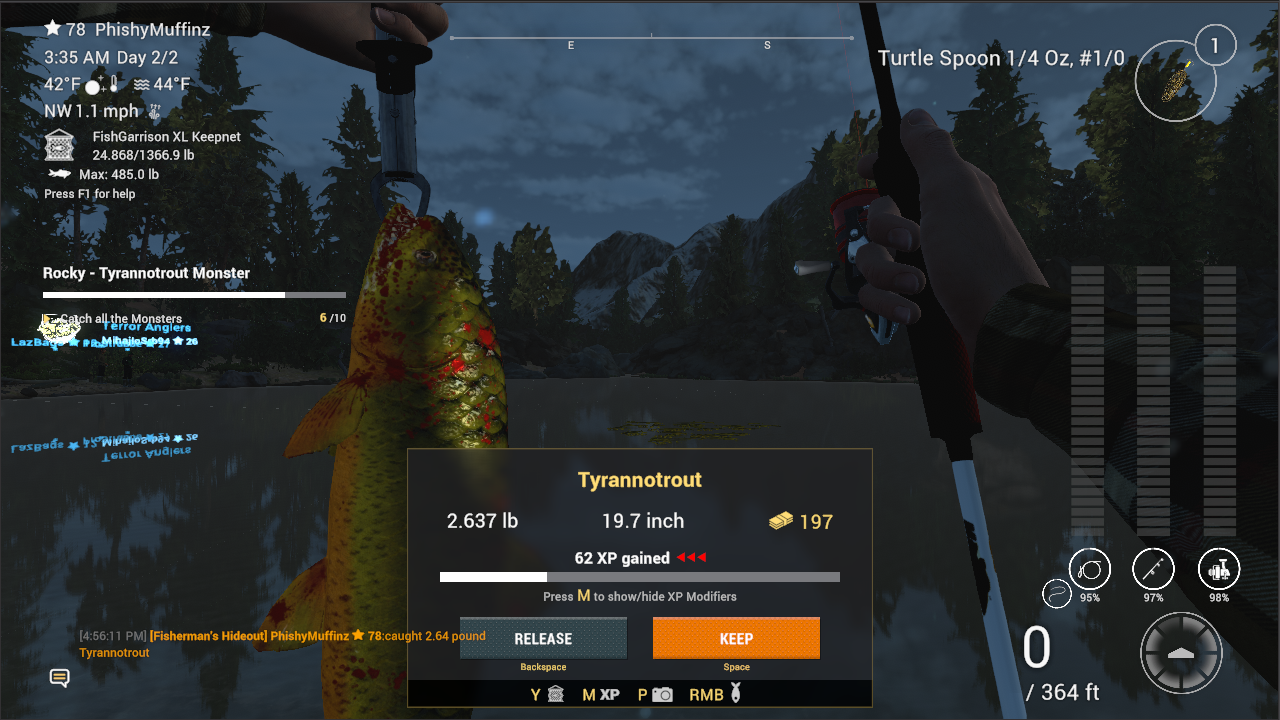 78 PhishyMuffinz
3:35 AM Day 2/2
42°F 44°F
NW 1.1 mph
FishGarrison XL Keepnet
24.868/1366.9 lb
Max: 485.0 lb
Press F1 for help
E S
Turtle Spoon 1/4 Oz, #1/0
1
Rocky - Tyrannotrout Monster
Catch all the Monsters 6 /10
Terror Anglers
LazBags
MihajloSrb94 26
Tyrannotrout
2.637 lb 19.7 inch 197
62 XP gained
Press M to show/hide XP Modifiers
RELEASE KEEP
Backspace Space
Y M XP P RMB
[4:56:11 PM] [Fisherman's Hideout] PhishyMuffinz 78:caught 2.64 pound
Tyrannotrout
95% 97% 98%
0
/ 364 ft